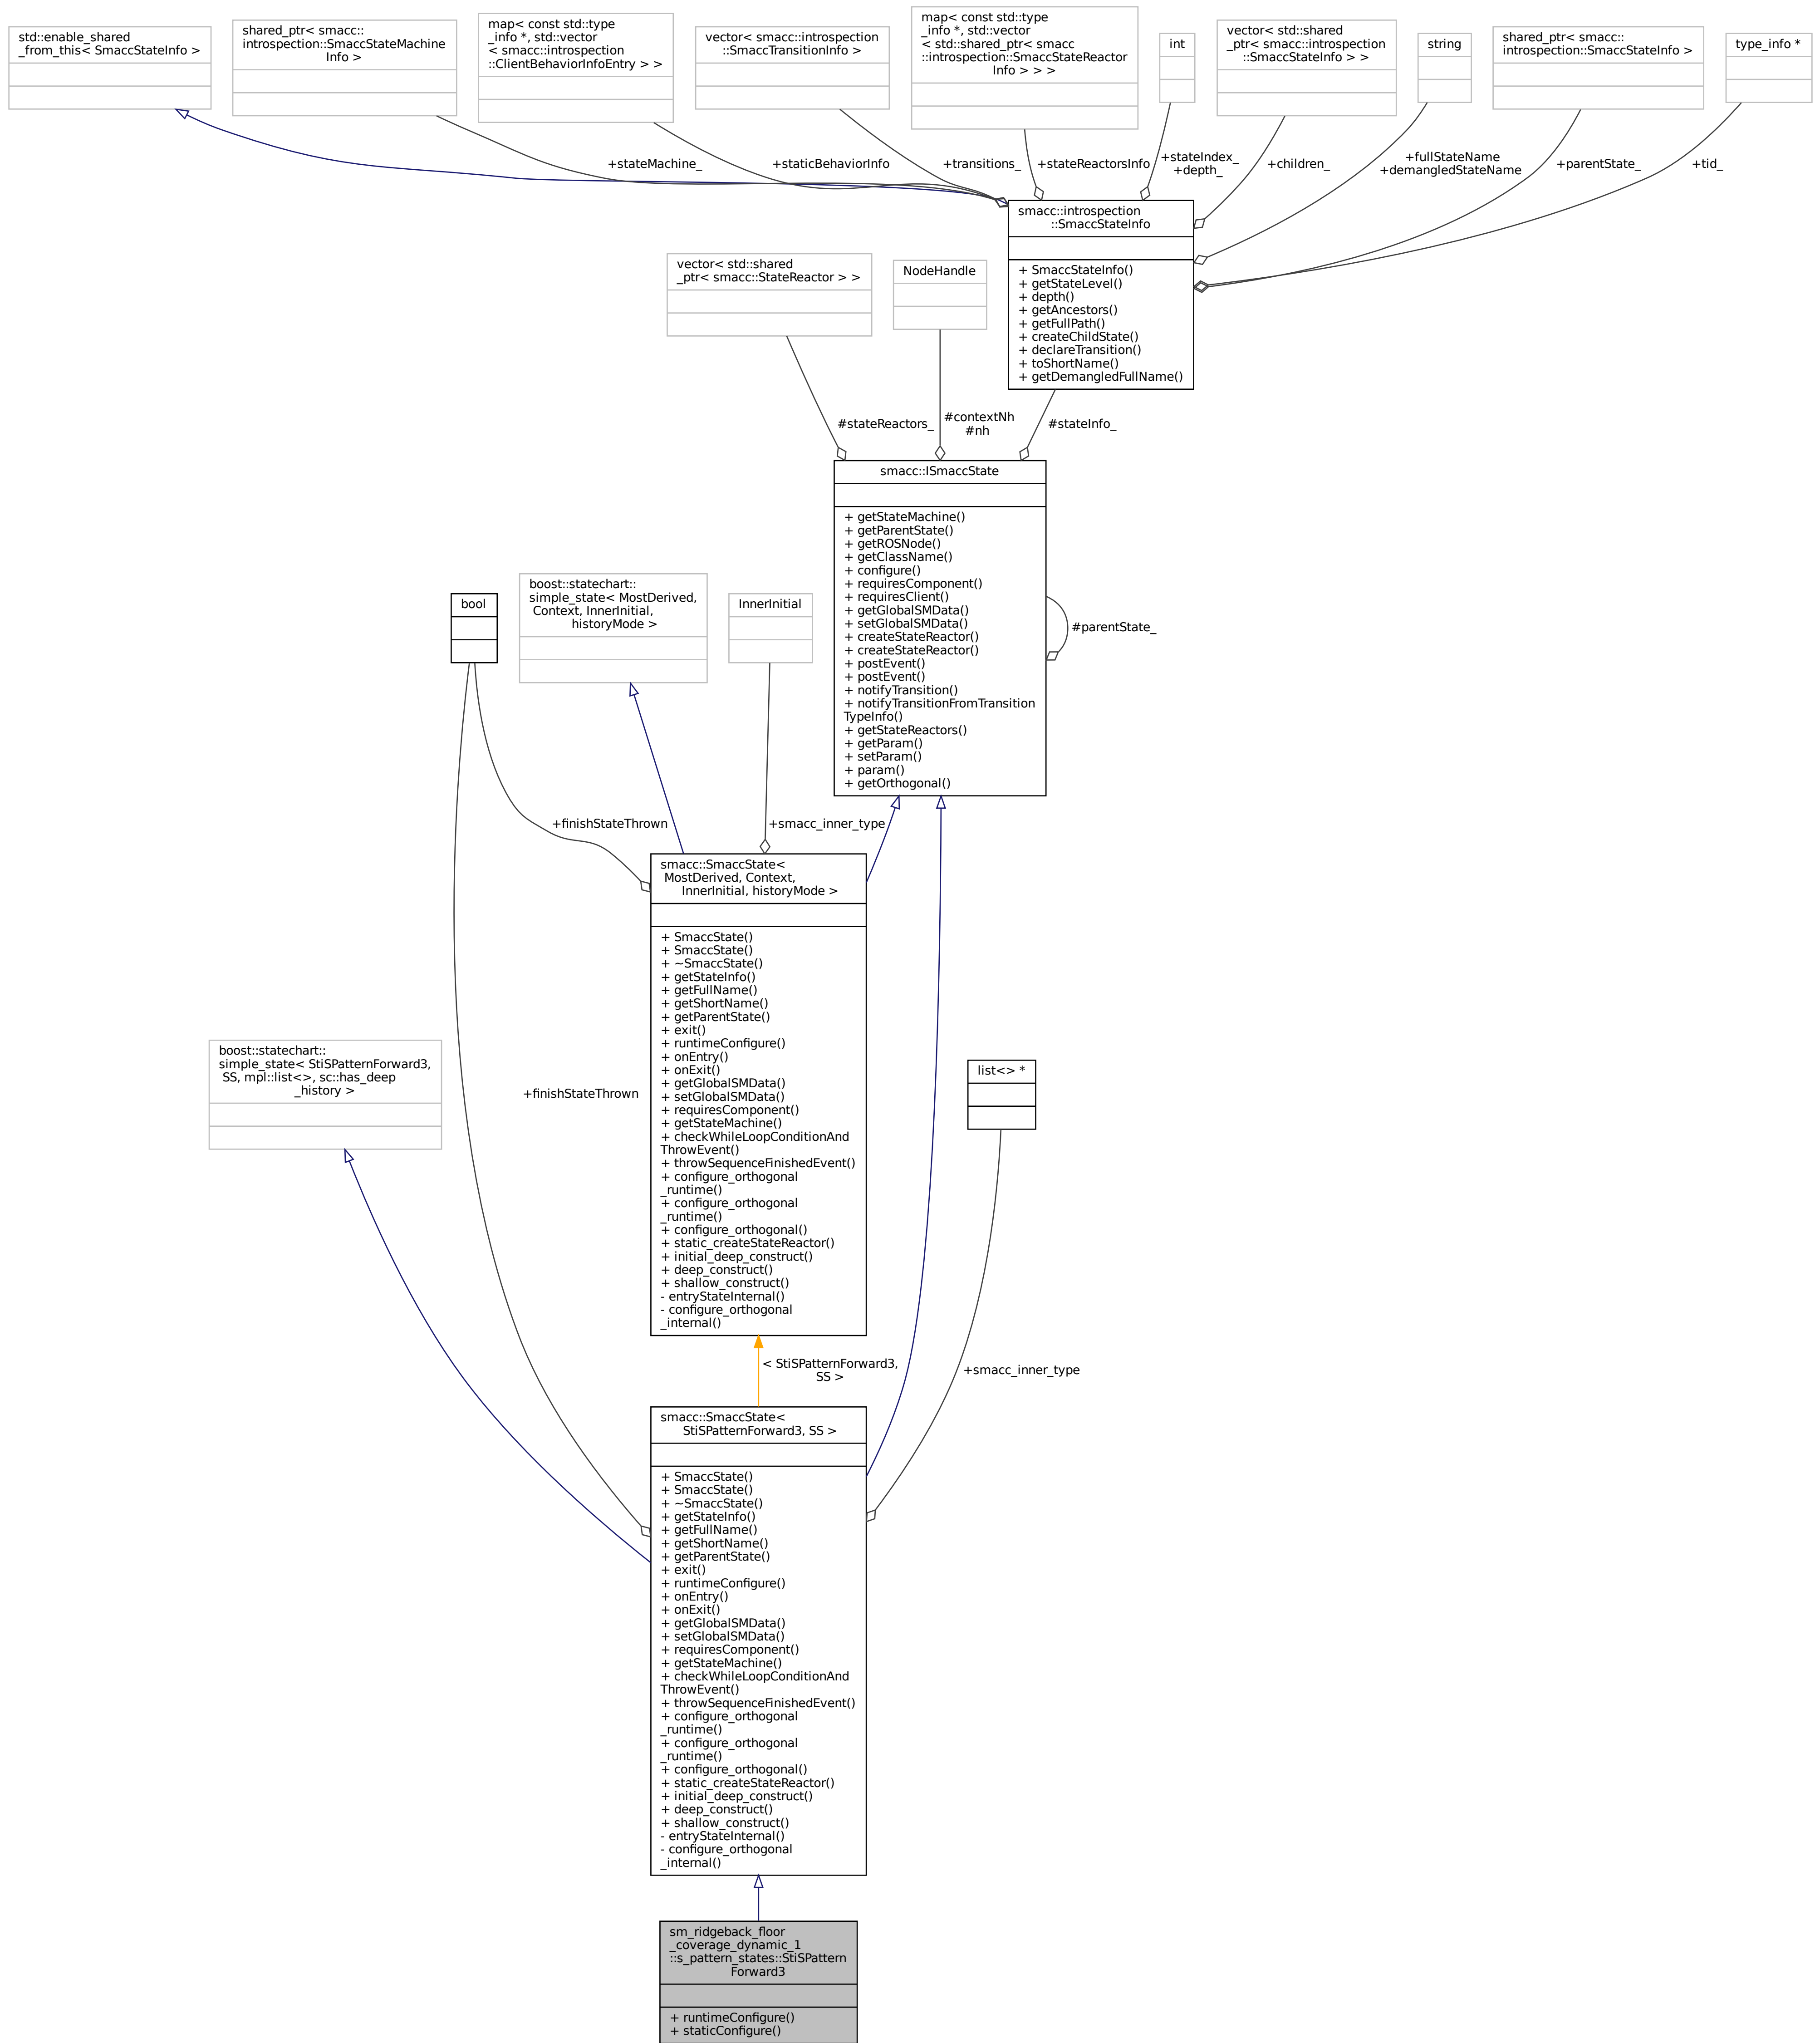 std::enable_shared
_from_this< SmaccStateInfo >
shared_ptr< smacc::
introspection::SmaccStateMachine
Info >
map< const std::type
_info *, std::vector
< smacc::introspection
::ClientBehaviorInfoEntry > >
vector< smacc::introspection
::SmaccTransitionInfo >
map< const std::type
_info *, std::vector
< std::shared_ptr< smacc
::introspection::SmaccStateReactor
Info > > >
int
vector< std::shared
_ptr< smacc::introspection
::SmaccStateInfo > >
string
shared_ptr< smacc::
introspection::SmaccStateInfo >
type_info *
+stateMachine_
+staticBehaviorInfo
+transitions_
+stateReactorsInfo
+stateIndex_
+depth_
+children_
+fullStateName
+demangledStateName
+parentState_
+tid_
smacc::introspection
::SmaccStateInfo
+ SmaccStateInfo()
+ getStateLevel()
+ depth()
+ getAncestors()
+ getFullPath()
+ createChildState()
+ declareTransition()
+ toShortName()
+ getDemangledFullName()
vector< std::shared
_ptr< smacc::StateReactor > >
NodeHandle
#stateReactors_
#contextNh
#nh
#stateInfo_
smacc::ISmaccState
+ getStateMachine()
+ getParentState()
+ getROSNode()
+ getClassName()
+ configure()
+ requiresComponent()
+ requiresClient()
+ getGlobalSMData()
+ setGlobalSMData()
+ createStateReactor()
+ createStateReactor()
+ postEvent()
+ postEvent()
+ notifyTransition()
+ notifyTransitionFromTransition
TypeInfo()
+ getStateReactors()
+ getParam()
+ setParam()
+ param()
+ getOrthogonal()
#parentState_
bool
boost::statechart::
simple_state< MostDerived,
Context, InnerInitial,
historyMode >
InnerInitial
+finishStateThrown
+smacc_inner_type
smacc::SmaccState<
MostDerived, Context,
InnerInitial, historyMode >
+ SmaccState()
+ SmaccState()
+ ~SmaccState()
+ getStateInfo()
+ getFullName()
+ getShortName()
+ getParentState()
+ exit()
+ runtimeConfigure()
+ onEntry()
+ onExit()
+ getGlobalSMData()
+ setGlobalSMData()
+ requiresComponent()
+ getStateMachine()
+ checkWhileLoopConditionAnd
ThrowEvent()
+ throwSequenceFinishedEvent()
+ configure_orthogonal
_runtime()
+ configure_orthogonal
_runtime()
+ configure_orthogonal()
+ static_createStateReactor()
+ initial_deep_construct()
+ deep_construct()
+ shallow_construct()
- entryStateInternal()
- configure_orthogonal
_internal()
boost::statechart::
simple_state< StiSPatternForward3,
SS, mpl::list<>, sc::has_deep
_history >
+finishStateThrown
list<> *
< StiSPatternForward3,
SS >
+smacc_inner_type
smacc::SmaccState<
StiSPatternForward3, SS >
+ SmaccState()
+ SmaccState()
+ ~SmaccState()
+ getStateInfo()
+ getFullName()
+ getShortName()
+ getParentState()
+ exit()
+ runtimeConfigure()
+ onEntry()
+ onExit()
+ getGlobalSMData()
+ setGlobalSMData()
+ requiresComponent()
+ getStateMachine()
+ checkWhileLoopConditionAnd
ThrowEvent()
+ throwSequenceFinishedEvent()
+ configure_orthogonal
_runtime()
+ configure_orthogonal
_runtime()
+ configure_orthogonal()
+ static_createStateReactor()
+ initial_deep_construct()
+ deep_construct()
+ shallow_construct()
- entryStateInternal()
- configure_orthogonal
_internal()
sm_ridgeback_floor
_coverage_dynamic_1
::s_pattern_states::StiSPattern
Forward3
+ runtimeConfigure()
+ staticConfigure()